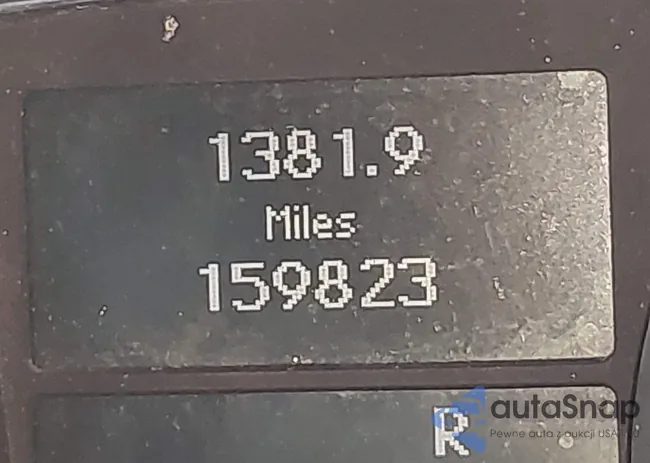 1381.9
Miles
159823
R
autaSnap
Pewne auta z aukcji USA